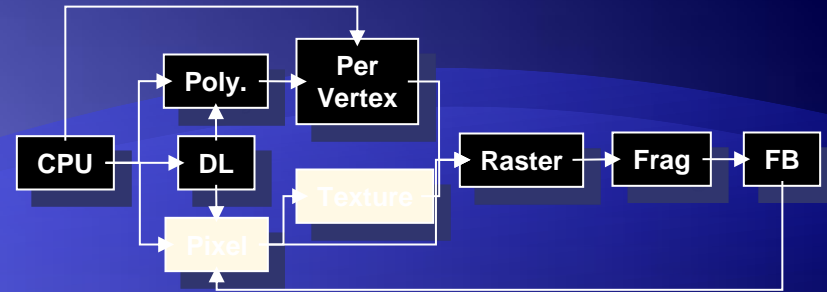 Poly.
Per
Vertex
CPU
DL
Raster
Frag
FB
Texture
Pixel